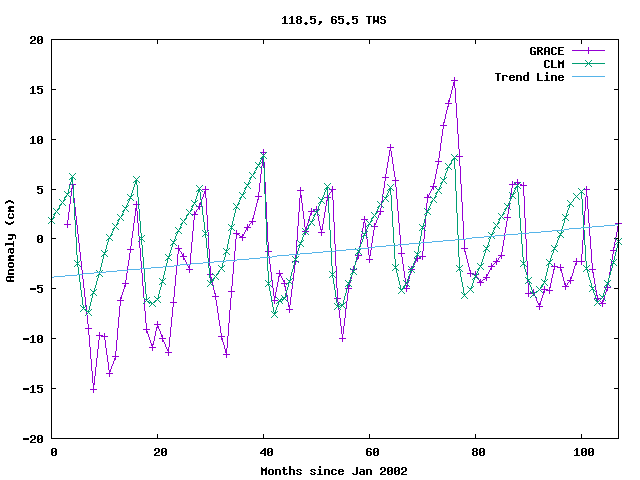 118.5, 65.5 TWS
GRACE
CLM
Trend Line
Anomaly (cm)
20
15
10
5
0
-5
-10
-15
-20
0 20 40 60 80 100
Months since Jan 2002